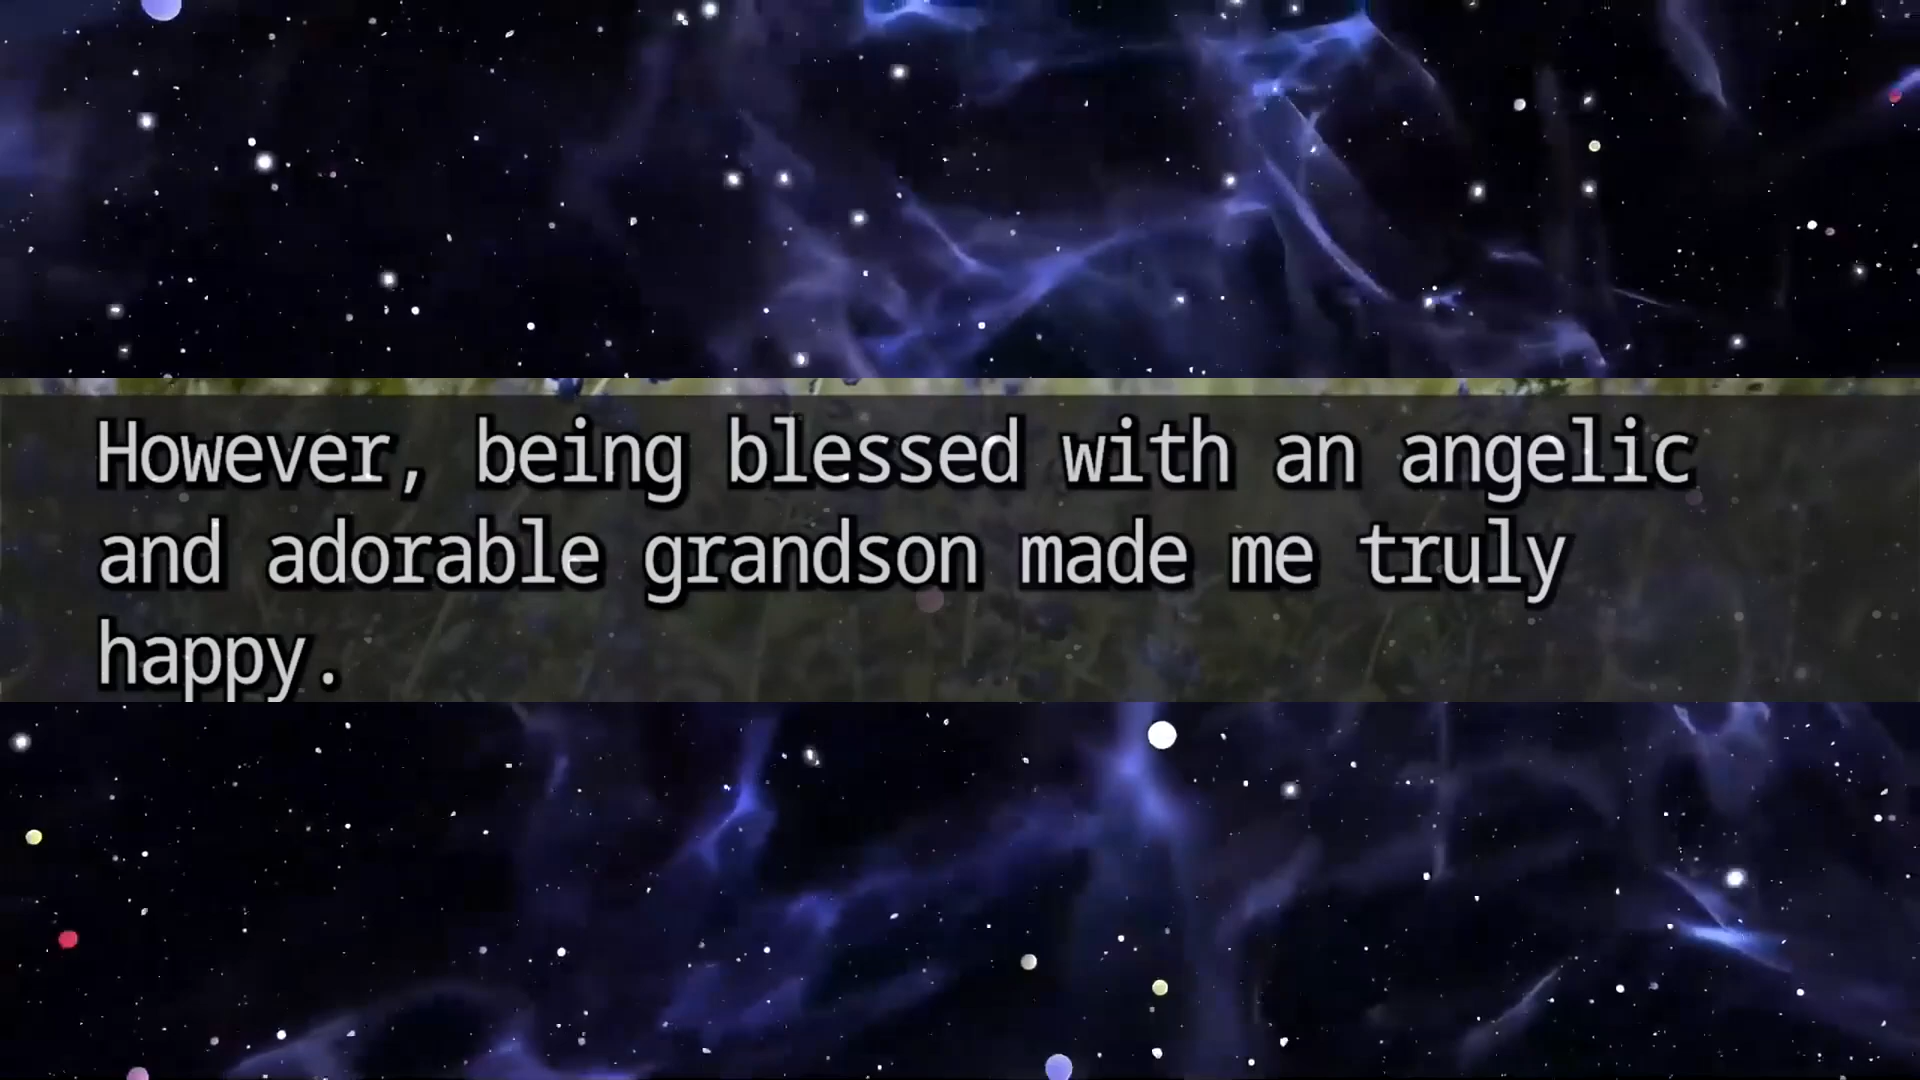 However, being blessed with an angelic
and adorable grandson made me truly
happy.